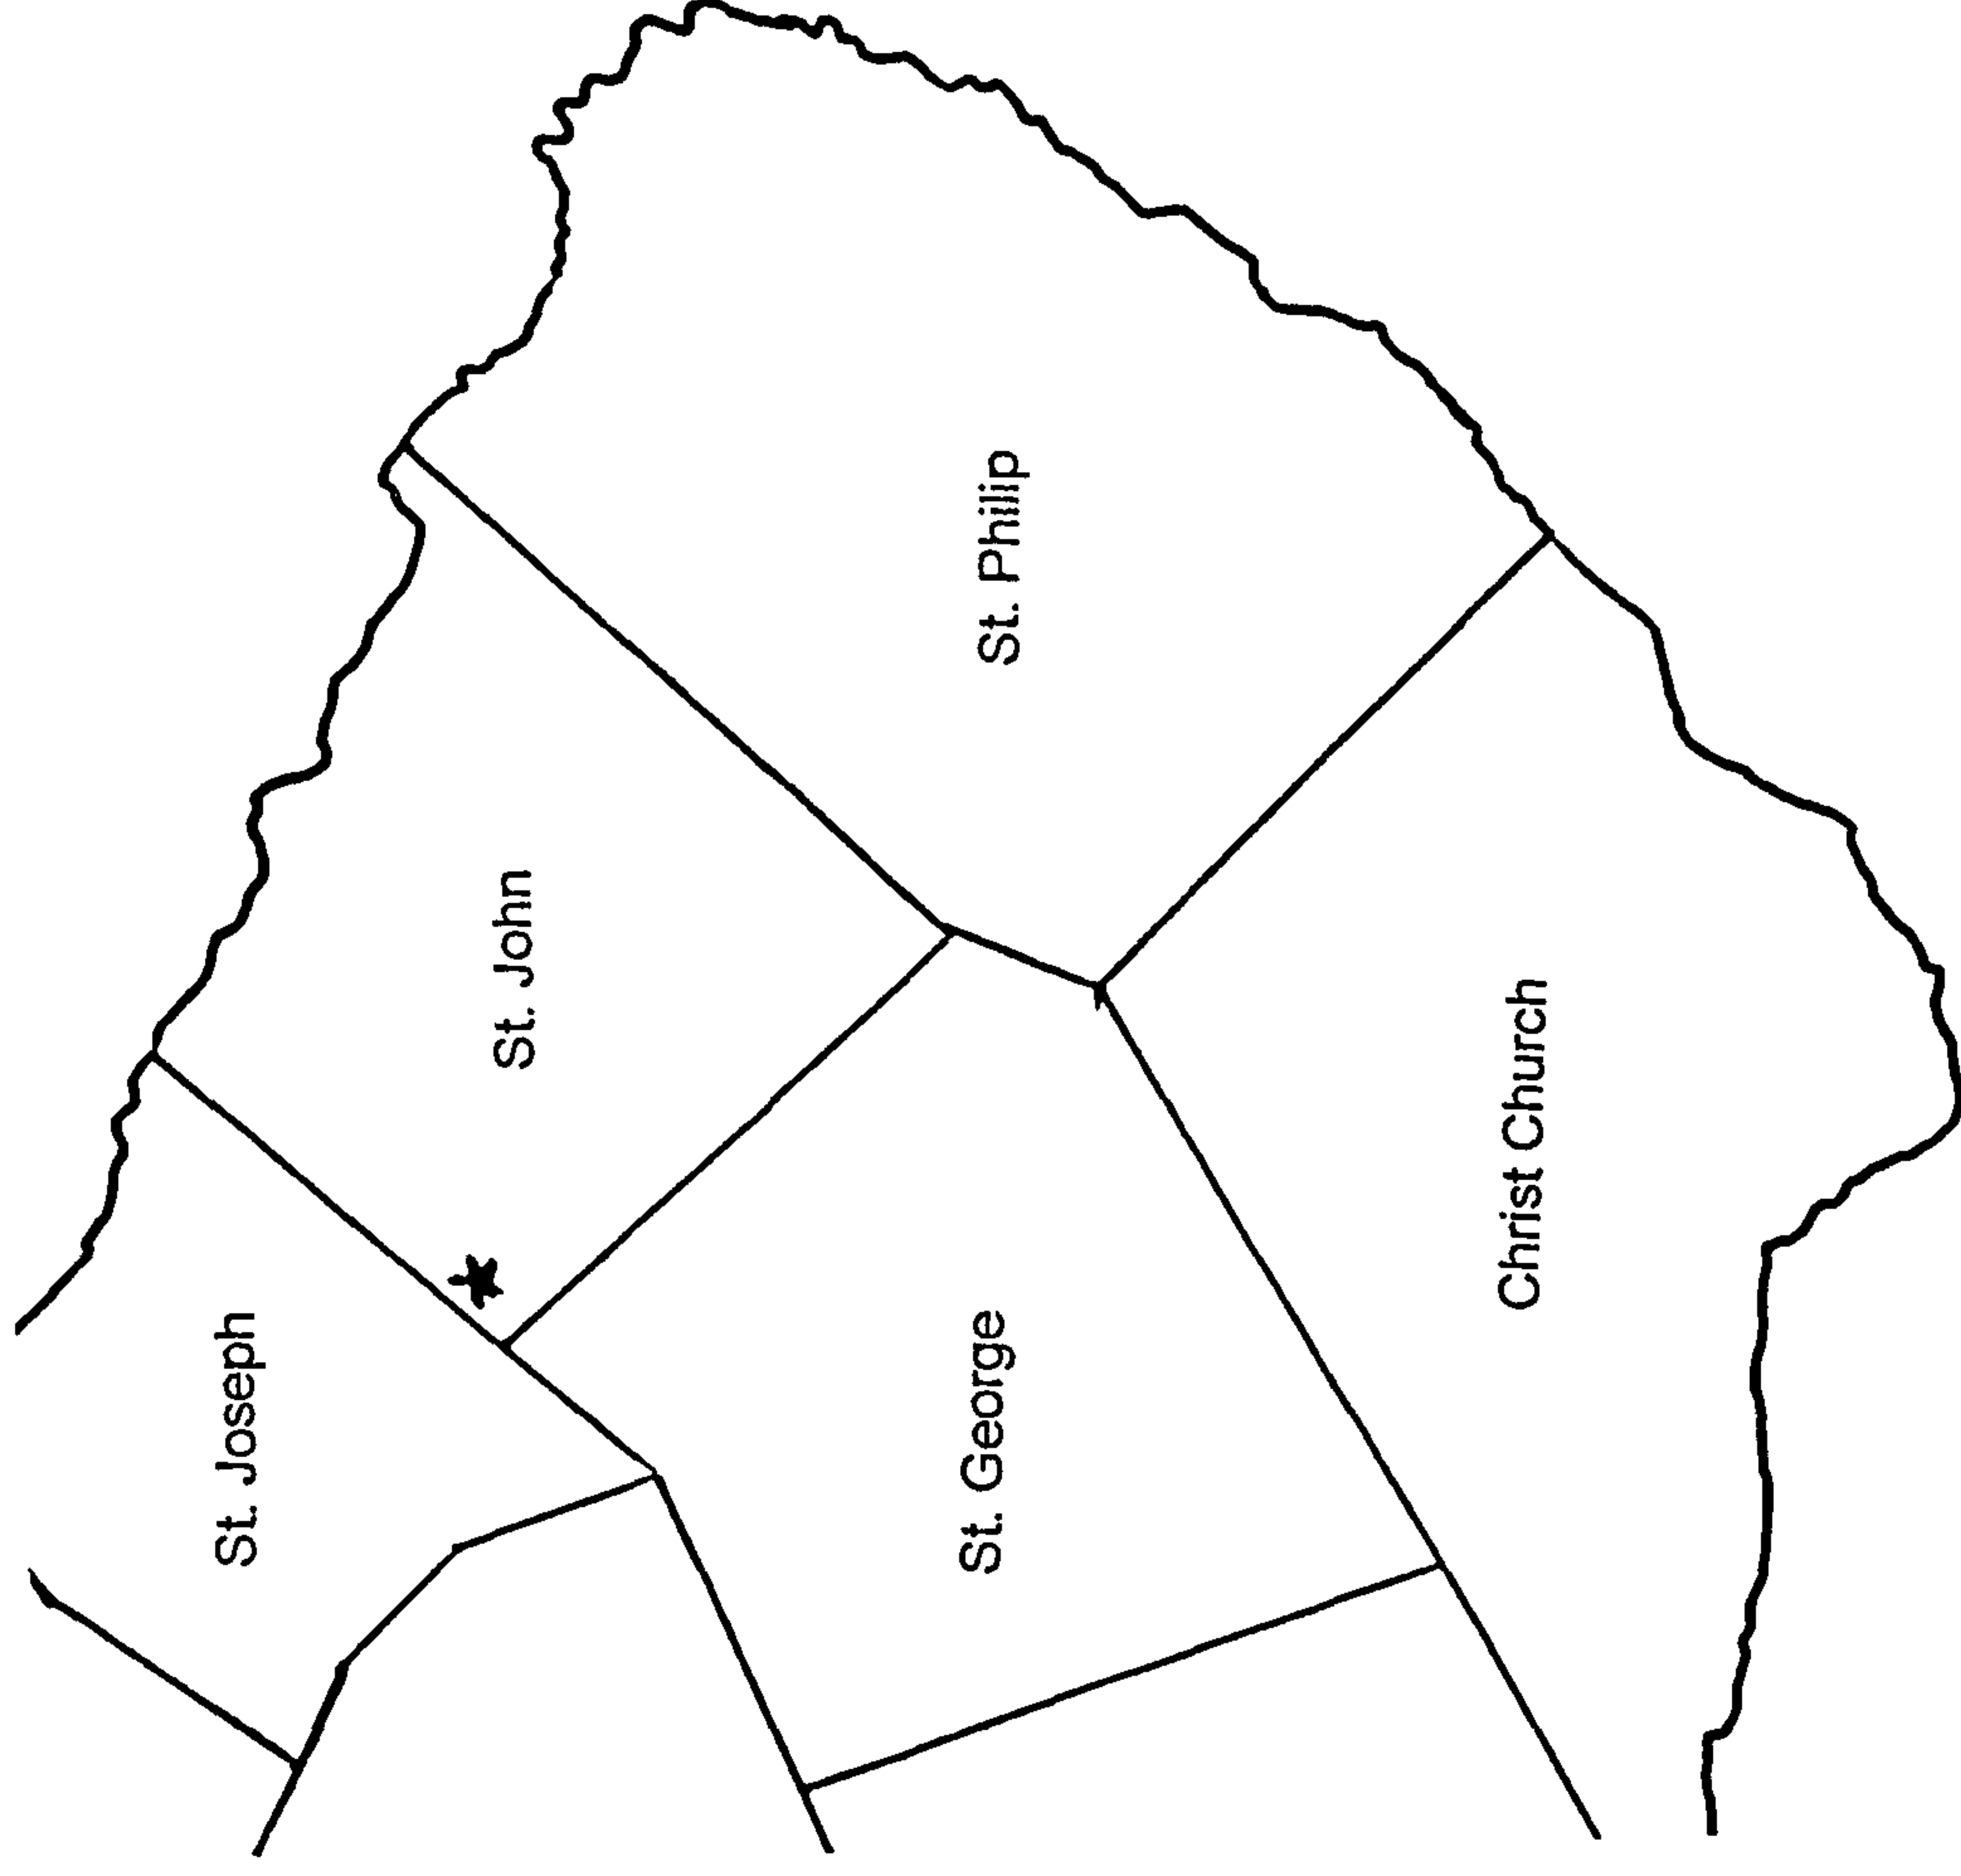 St. Joseph
St. John
St. George
St. Philip
Christ Church